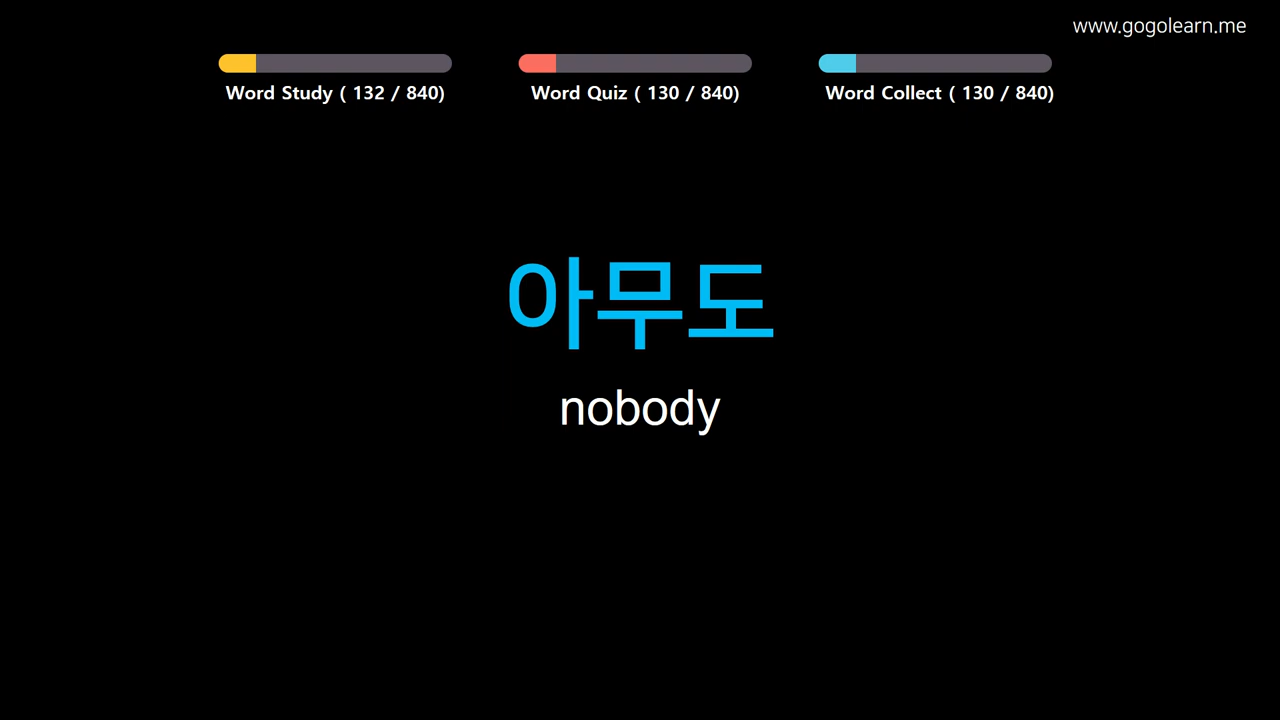 www.gogolearn.me
Word Study ( 132 / 840)
Word Quiz ( 130 / 840)
Word Collect ( 130 / 840)
아무도
nobody